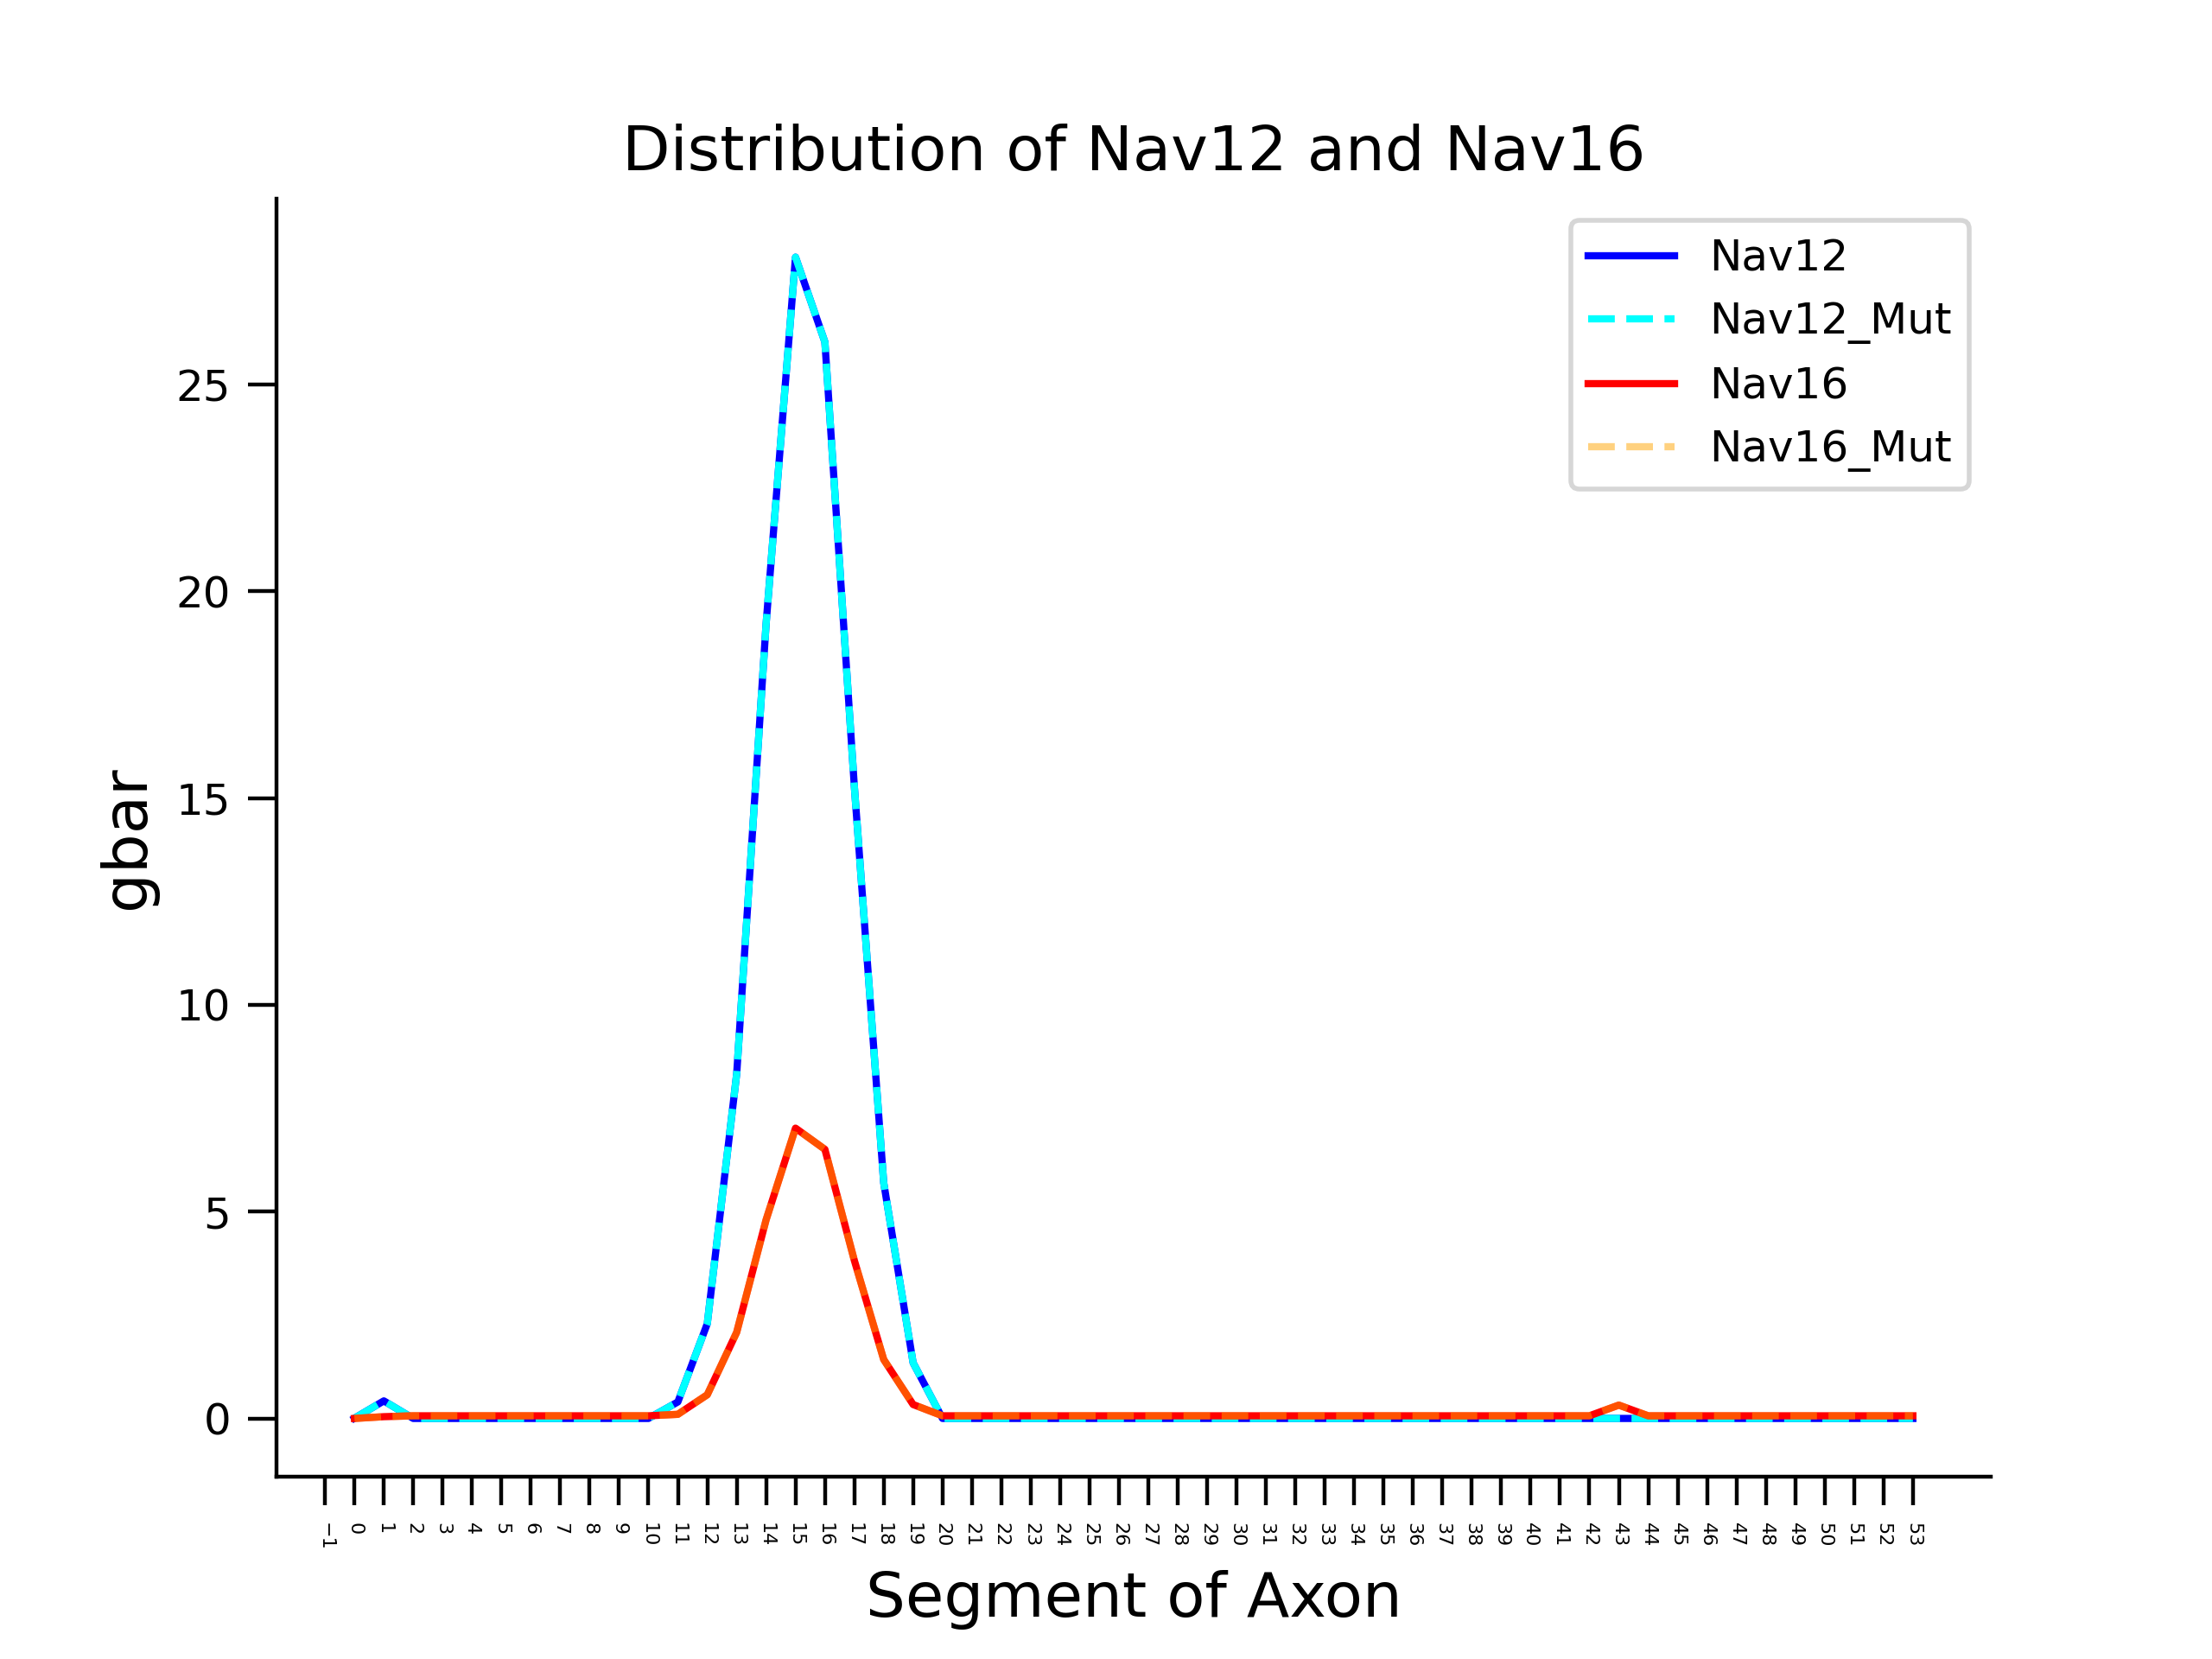 Distribution of Nav12 and Nav16
Nav12
Nav12_Mut
Nav16
Nav16_Mut
25
20
15
10
5
0
gbar
−1 0 1 2 3 4 5 6 7 8 9 10 11 12 13 14 15 16 17 18 19 20 21 22 23 24 25 26 27 28 29 30 31 32 33 34 35 36 37 38 39 40 41 42 43 44 45 46 47 48 49 50 51 52 53
Segment of Axon